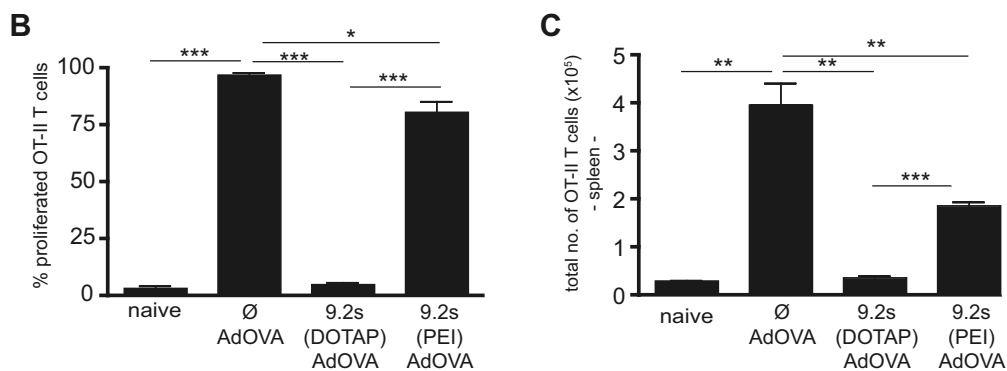 B
% proliferated OT-II T cells
100
75
50
25
0
***
***
*
***
naive
Ø
AdOVA
9.2s
(DOTAP)
AdOVA
9.2s
(PEI)
AdOVA
C
total no. of OT-II T cells (x10⁵)
- spleen -
5
4
3
2
1
0
**
**
**
***
naive
Ø
AdOVA
9.2s
(DOTAP)
AdOVA
9.2s
(PEI)
AdOVA